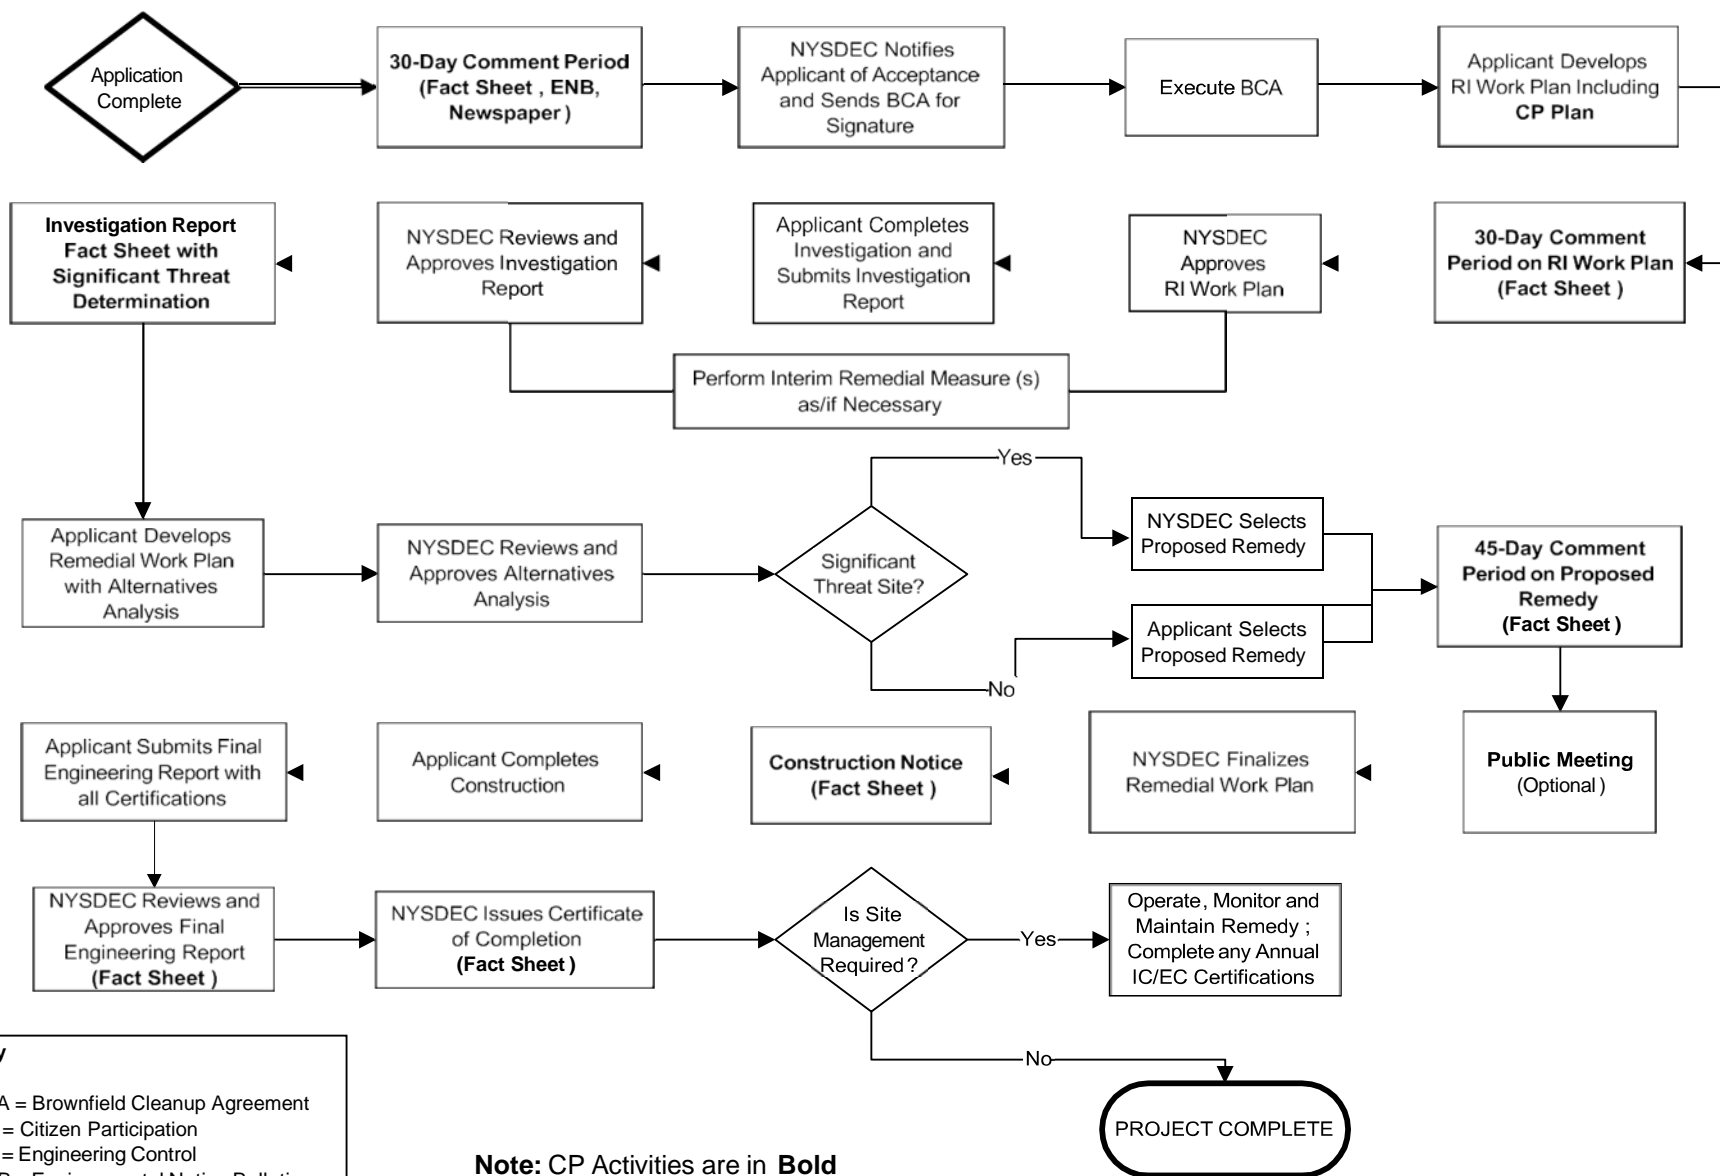 Application
Complete
30-Day Comment Period
(Fact Sheet , ENB,
Newspaper )
NYSDEC Notifies
Applicant of Acceptance
and Sends BCA for
Signature
Execute BCA
Applicant Develops
RI Work Plan Including
CP Plan
Investigation Report
Fact Sheet with
Significant Threat
Determination
NYSDEC Reviews and
Approves Investigation
Report
Applicant Completes
Investigation and
Submits Investigation
Report
NYSDEC
Approves
RI Work Plan
30-Day Comment
Period on RI Work Plan
(Fact Sheet )
Perform Interim Remedial Measure (s)
as/if Necessary
Applicant Develops
Remedial Work Plan
with Alternatives
Analysis
NYSDEC Reviews and
Approves Alternatives
Analysis
Significant
Threat Site?
Yes
No
NYSDEC Selects
Proposed Remedy
Applicant Selects
Proposed Remedy
45-Day Comment
Period on Proposed
Remedy
(Fact Sheet )
Applicant Submits Final
Engineering Report with
all Certifications
Applicant Completes
Construction
Construction Notice
(Fact Sheet )
NYSDEC Finalizes
Remedial Work Plan
Public Meeting
(Optional )
NYSDEC Reviews and
Approves Final
Engineering Report
(Fact Sheet )
NYSDEC Issues Certificate
of Completion
(Fact Sheet )
Is Site
Management
Required ?
Yes
Operate , Monitor and
Maintain Remedy ;
Complete any Annual
IC/EC Certifications
No
PROJECT COMPLETE
y
A = Brownfield Cleanup Agreement
= Citizen Participation
= Engineering Control
Note: CP Activities are in Bold